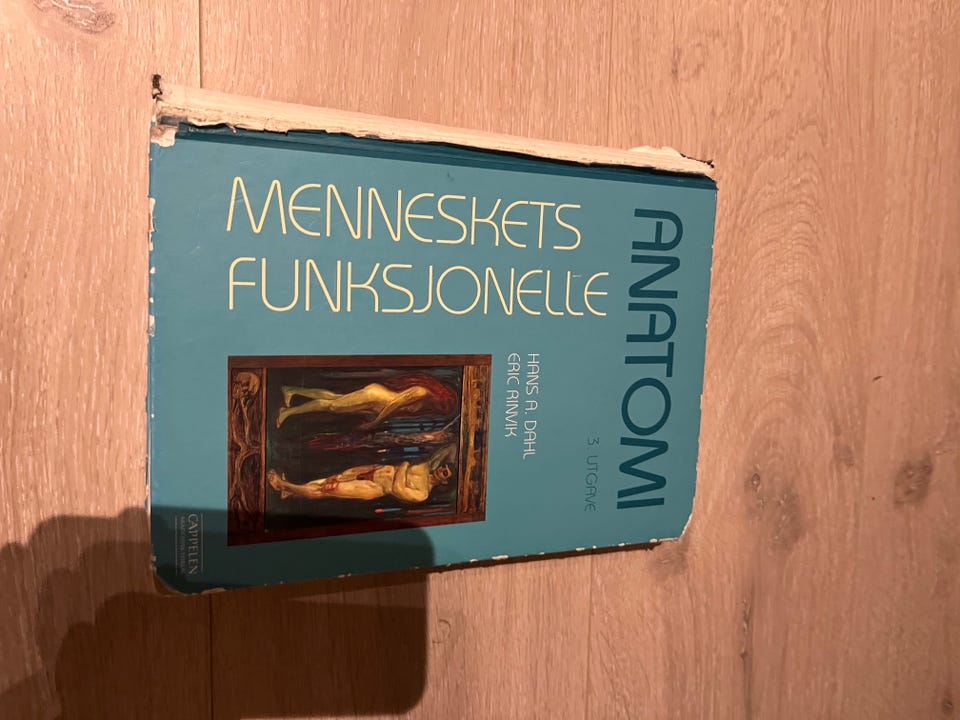 ANATOMI
3. UTGAVE
HANS A. DAHL
ERIC RINVIK
MENNESKETS
FUNKSJONELLE
CAPPELEN